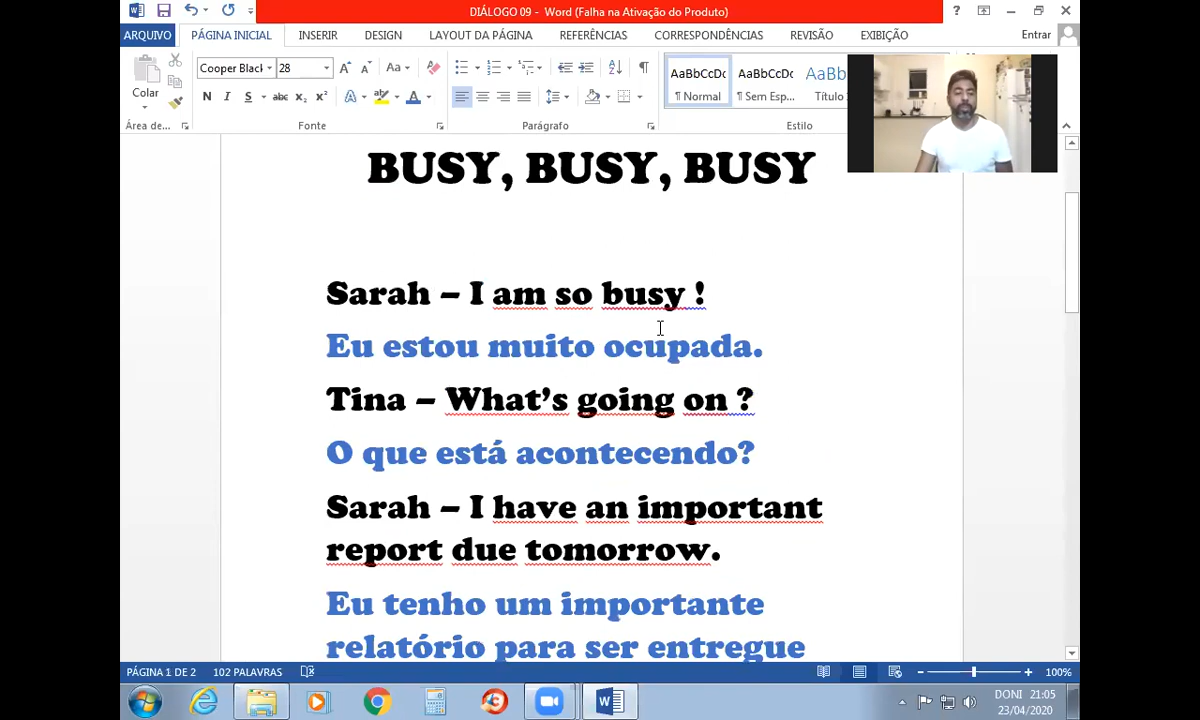 DIÁLOGO 09 - Word (Falha na Ativação do Produto)
ARQUIVO PÁGINA INICIAL INSERIR DESIGN LAYOUT DA PÁGINA REFERÊNCIAS CORRESPONDÊNCIAS REVISÃO EXIBIÇÃO Entrar
Colar
Cooper Black 28 Aa
N I S abc x₂ x² A A
AaBbCcDc AaBbCcDc AaBbC
¶ Normal ¶ Sem Esp... Título
Área de... Fonte Parágrafo Estilo
BUSY, BUSY, BUSY
Sarah – I am so busy !
Eu estou muito ocupada.
Tina – What's going on ?
O que está acontecendo?
Sarah – I have an important
report due tomorrow.
Eu tenho um importante
relatório para ser entregue
PÁGINA 1 DE 2 102 PALAVRAS 100%
DONI 21:05
23/04/2020